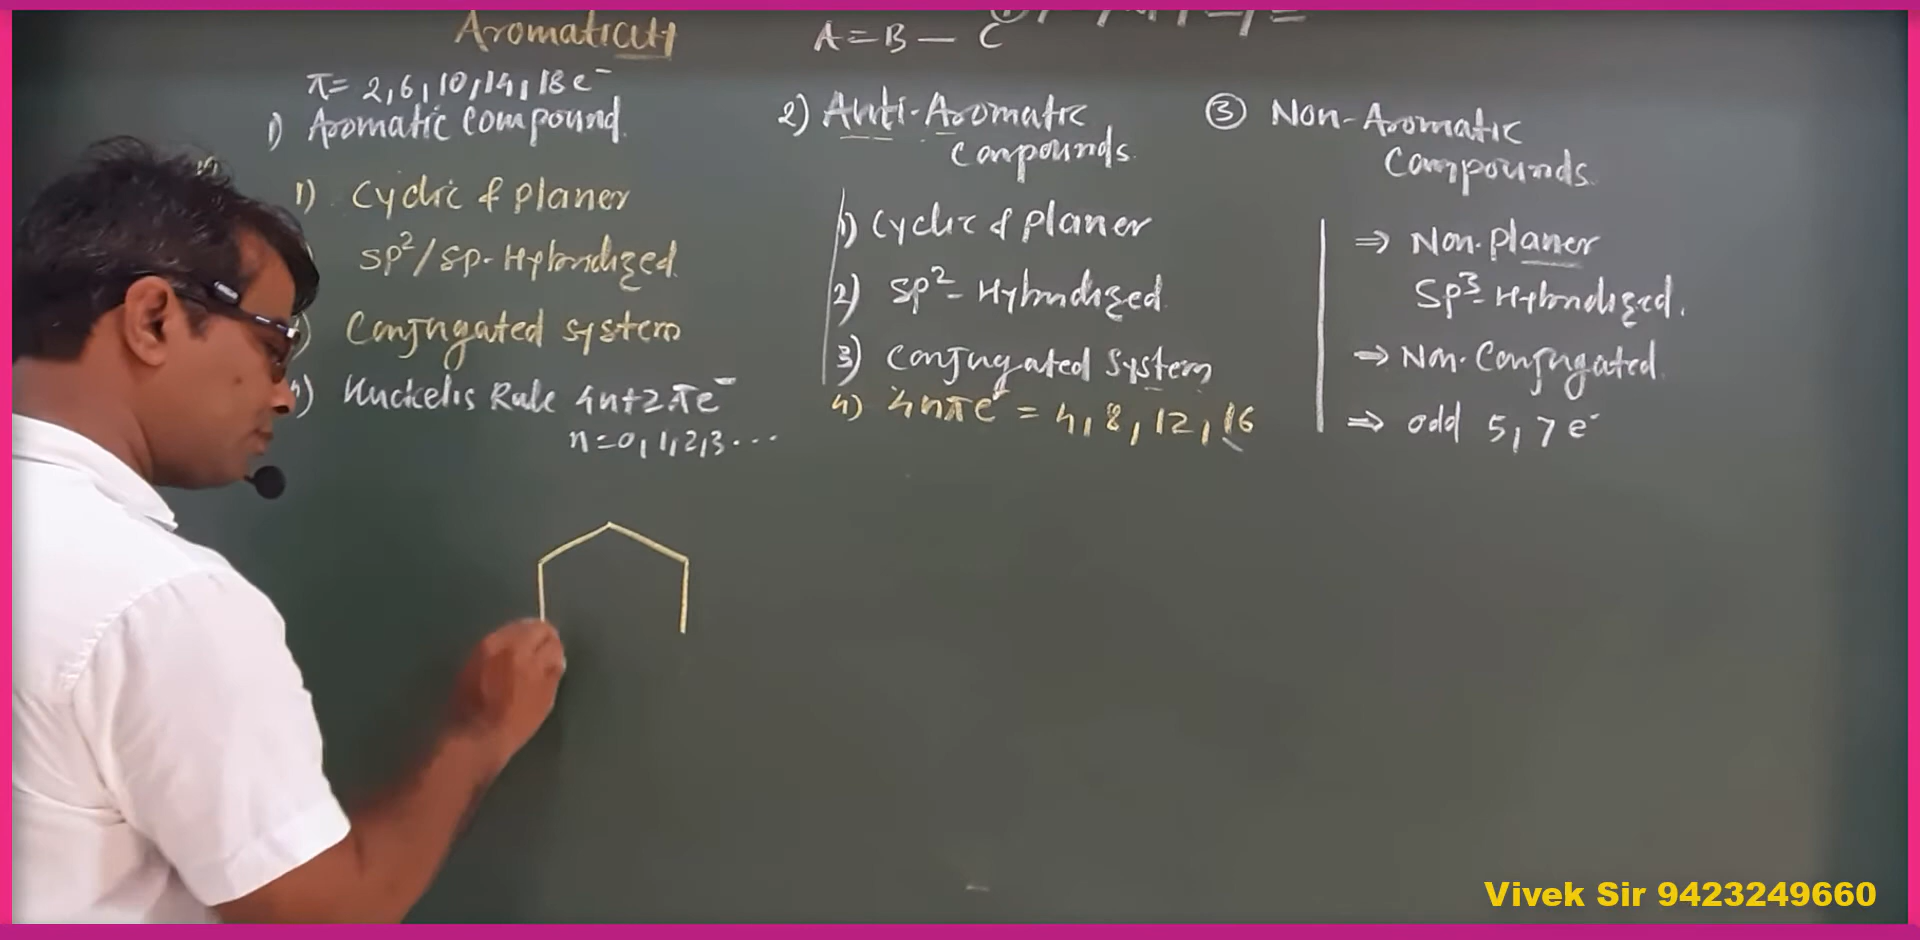 Aromaticity
A = B — C
π = 2, 6, 10, 14, 18 e⁻
1) Aromatic Compound
1) Cyclic & planer
sp²/sp- Hybridized
Conjugated system
Huckelis Rule 4n+2 πe⁻
n = 0, 1, 2, 3 ...
2) Anti-Aromatic
Compounds.
1) Cyclic & planer
2) sp²- Hybridized
3) Conjugated system
4) 4nπe⁻ = 4, 8, 12, 16
③ Non-Aromatic
Compounds.
⇒ Non-planer
Sp³- Hybridized.
⇒ Non-Conjugated.
⇒ odd 5, 7 e⁻
Vivek Sir 9423249660